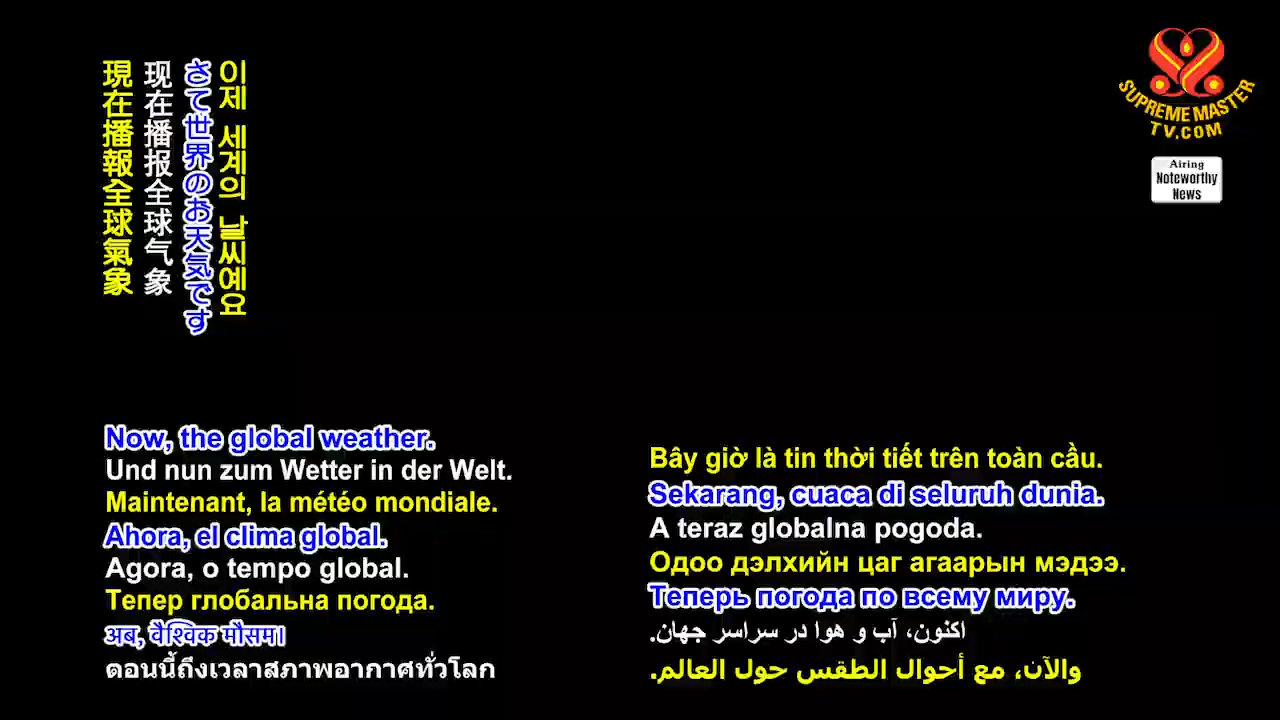 現在播報全球氣象
现在播报全球气象
さて世界のお天気です
이제 세계의 날씨예요
SUPREME MASTER
TV.COM
Airing
Noteworthy
News
Now, the global weather.
Und nun zum Wetter in der Welt.
Maintenant, la météo mondiale.
Ahora, el clima global.
Agora, o tempo global.
Тепер глобальна погода.
अब, वैश्विक मौसम।
ตอนนี้ถึงเวลาสภาพอากาศทั่วโลก
Bây giờ là tin thời tiết trên toàn cầu.
Sekarang, cuaca di seluruh dunia.
A teraz globalna pogoda.
Одоо дэлхийн цаг агаарын мэдээ.
Теперь погода по всему миру.
اکنون، آب و هوا در سراسر جهان.
والآن، مع أحوال الطقس حول العالم.